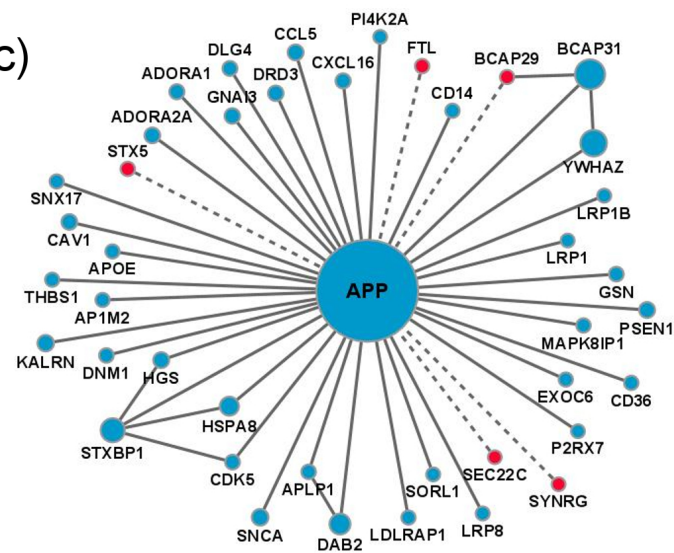 c)
PI4K2A
CCL5
FTL
DLG4
BCAP29
BCAP31
ADORA1
DRD3
CXCL16
GNAI3
CD14
ADORA2A
STX5
YWHAZ
SNX17
LRP1B
CAV1
LRP1
APOE
GSN
THBS1
APP
AP1M2
PSEN1
MAPK8IP1
KALRN
DNM1
HGS
EXOC6
CD36
HSPA8
STXBP1
P2RX7
CDK5
SEC22C
APLP1
SORL1
SYNRG
SNCA
DAB2
LDLRAP1
LRP8